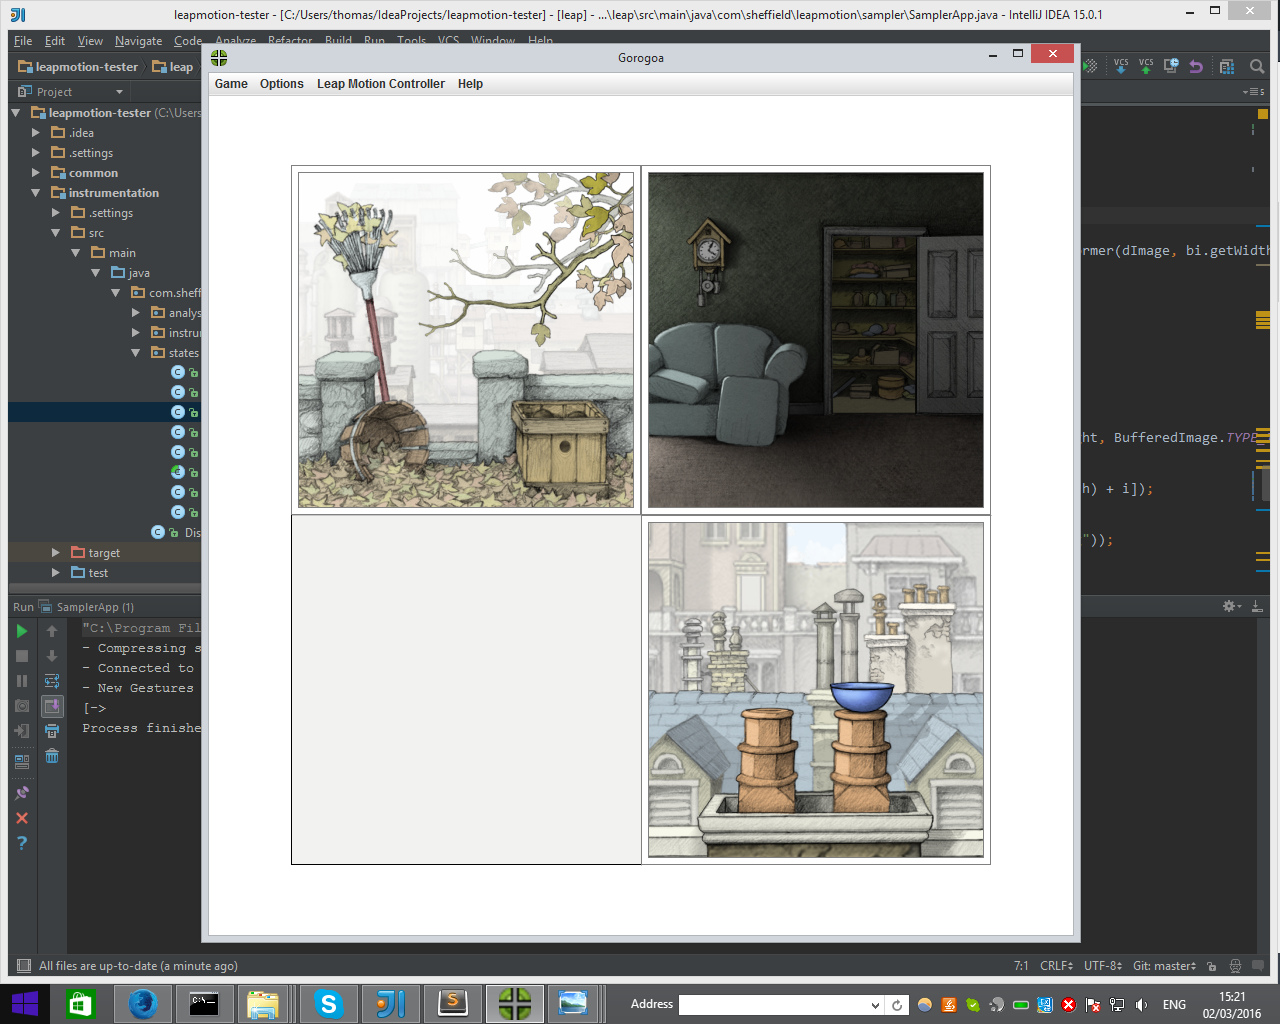 leapmotion-tester - [C:/Users/thomas/IdeaProjects/leapmotion-tester] - [leap] - ...\leap\src\main\java\com\sheffield\leapmotion\sampler\SamplerApp.java - IntelliJ IDEA 15.0.1
File Edit View Navigate Code Analyze Refactor Build Run Tools VCS Window Help
leapmotion-tester leap
VCS VCS
Gorogoa
Game Options Leap Motion Controller Help
Project
leapmotion-tester (C:\Users
.idea
.settings
common
instrumentation
.settings
src
main
java
com.sheff
analys
instru
states
Dis
target
test
ormer(dImage, bi.getWidth
ht, BufferedImage.TYPE_
h) + i]);
"));
Run SamplerApp (1)
"C:\Program Fil
- Compressing s
- Connected to
- New Gestures
[->
Process finishe
All files are up-to-date (a minute ago)
7:1 CRLF UTF-8 Git: master
Address
ENG
15:21
02/03/2016